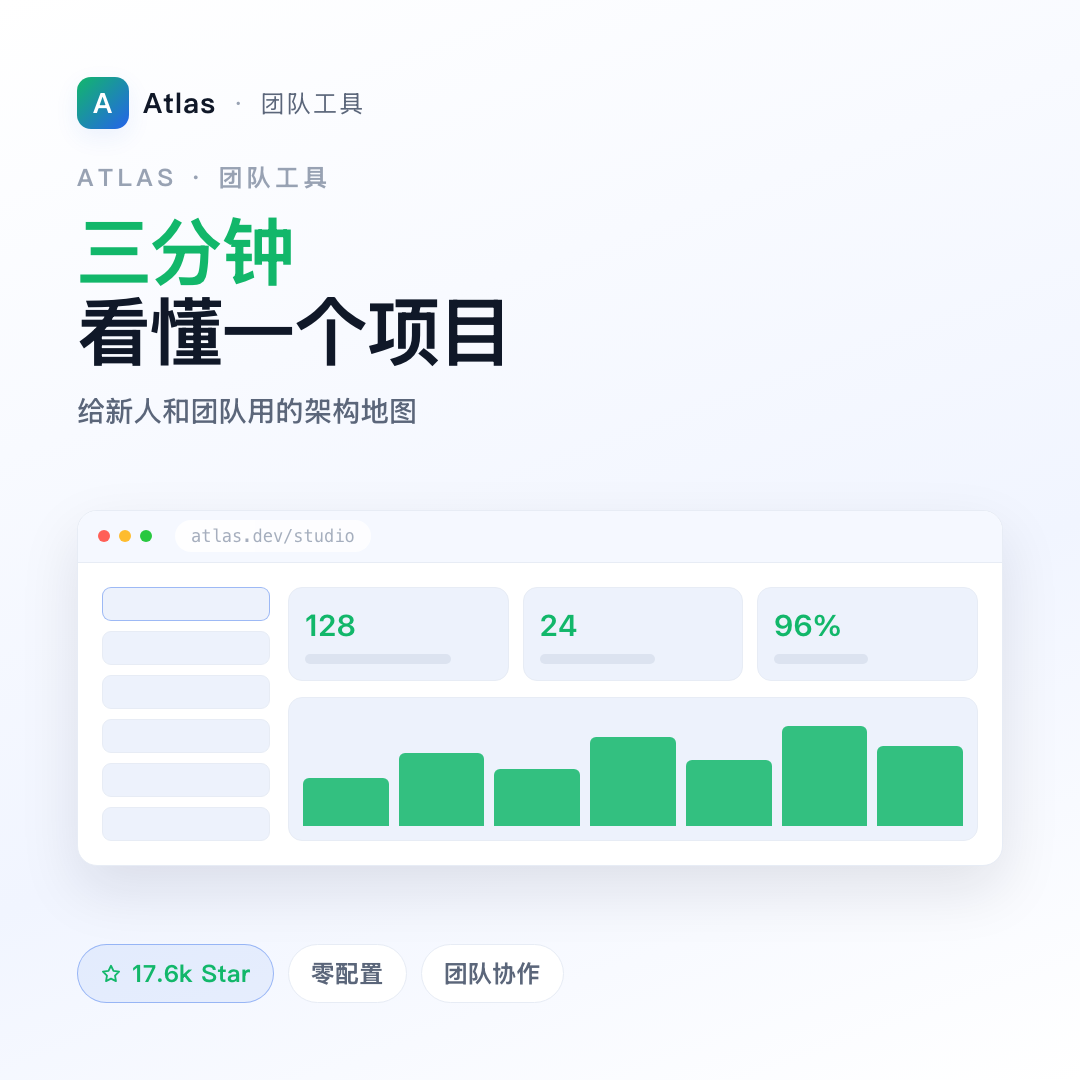 A Atlas · 团队工具
ATLAS · 团队工具
三分钟
看懂一个项目
给新人和团队用的架构地图
atlas.dev/studio
128 24 96%
17.6k Star 零配置 团队协作